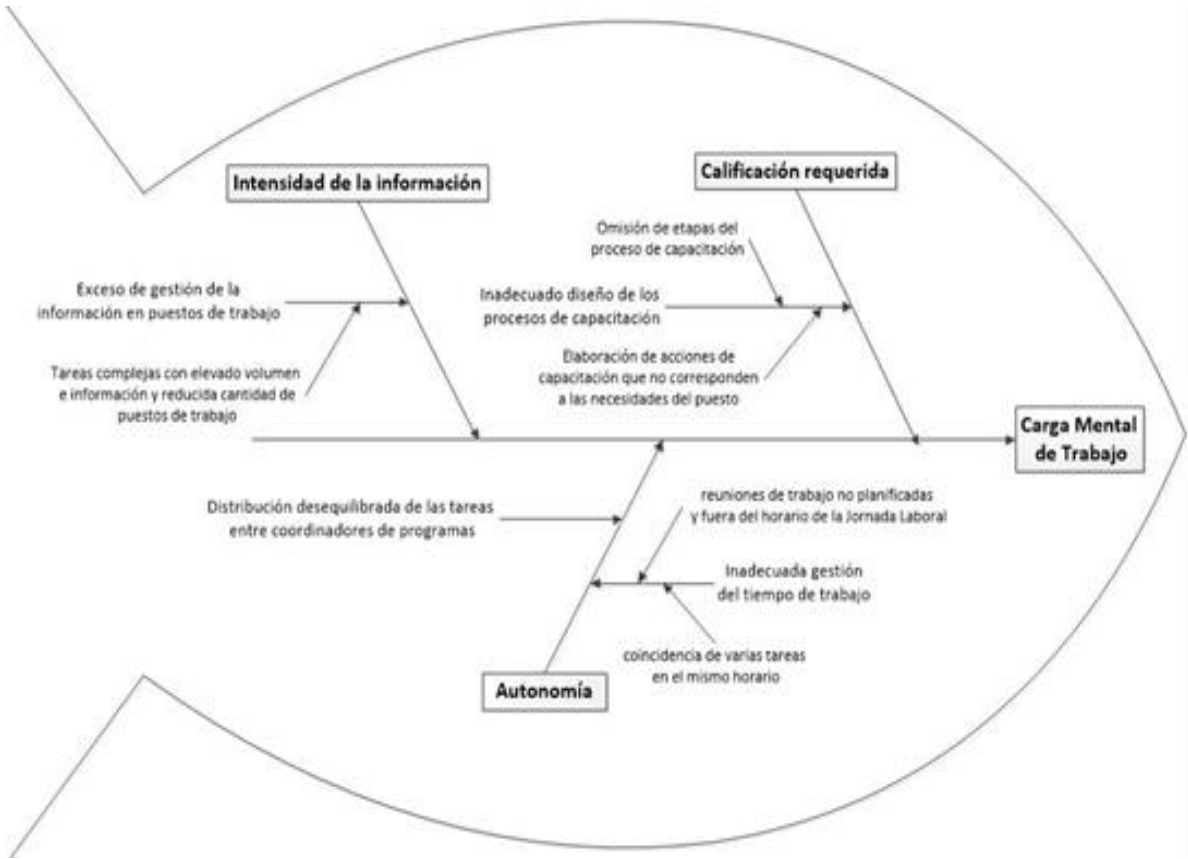 Intensidad de la información
Calificación requerida
Omisión de etapas del
proceso de capacitación
Exceso de gestión de la
información en puestos de trabajo
Inadecuado diseño de los
procesos de capacitación
Tareas complejas con elevado volumen
e información y reducida cantidad de
puestos de trabajo
Elaboración de acciones de
capacitación que no corresponden
a las necesidades del puesto
Carga Mental
de Trabajo
Distribución desequilibrada de las tareas
entre coordinadores de programas
reuniones de trabajo no planificadas
y fuera del horario de la Jornada Laboral
Inadecuada gestión
del tiempo de trabajo
coincidencia de varias tareas
en el mismo horario
Autonomía